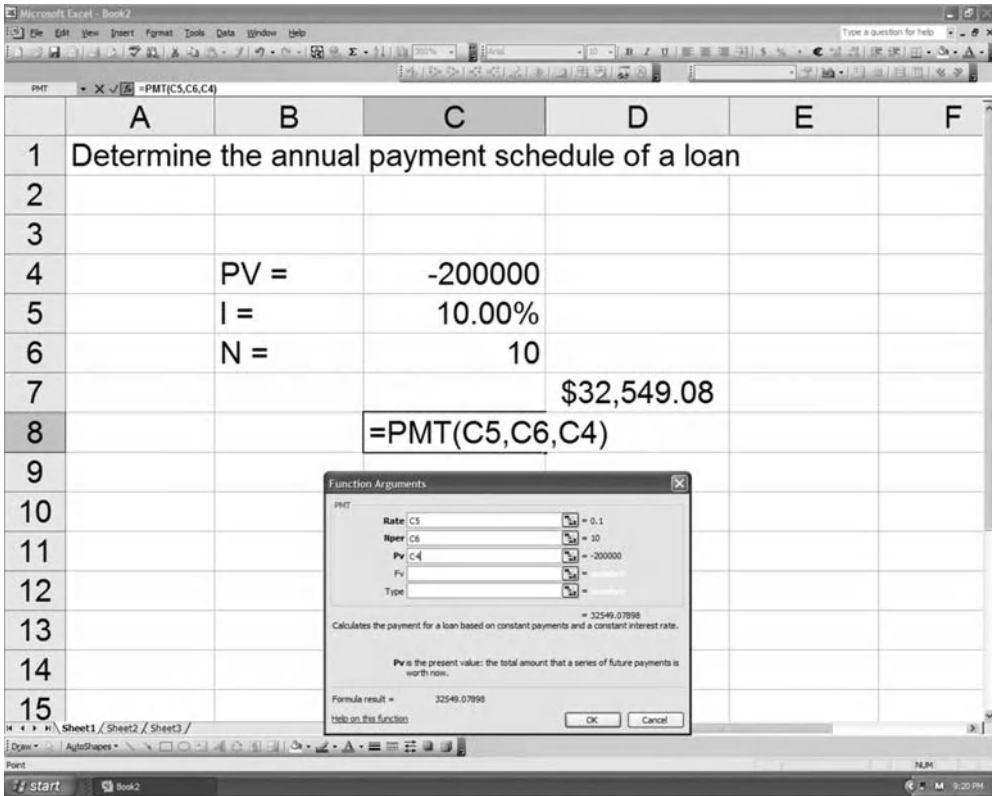 Microsoft Excel - Book2
File Edit View Insert Format Tools Data Window Help Type a question for help
200% Arial 10 B I U $ %
PMT =PMT(C5,C6,C4)
A B C D E F
1 Determine the annual payment schedule of a loan
2
3
4 PV = -200000
5 I = 10.00%
6 N = 10
7 $32,549.08
8 =PMT(C5,C6,C4)
9
10
11
12
13
14
15
Function Arguments
PMT
Rate C5 = 0.1
Nper C6 = 10
Pv C4 = -200000
Fv =
Type =
= 32549.07898
Calculates the payment for a loan based on constant payments and a constant interest rate.
Pv is the present value: the total amount that a series of future payments is
worth now.
Formula result = 32549.07898
Help on this function OK Cancel
Sheet1 / Sheet2 / Sheet3 /
Draw AutoShapes
Point NUM
start Book2 9:20 PM